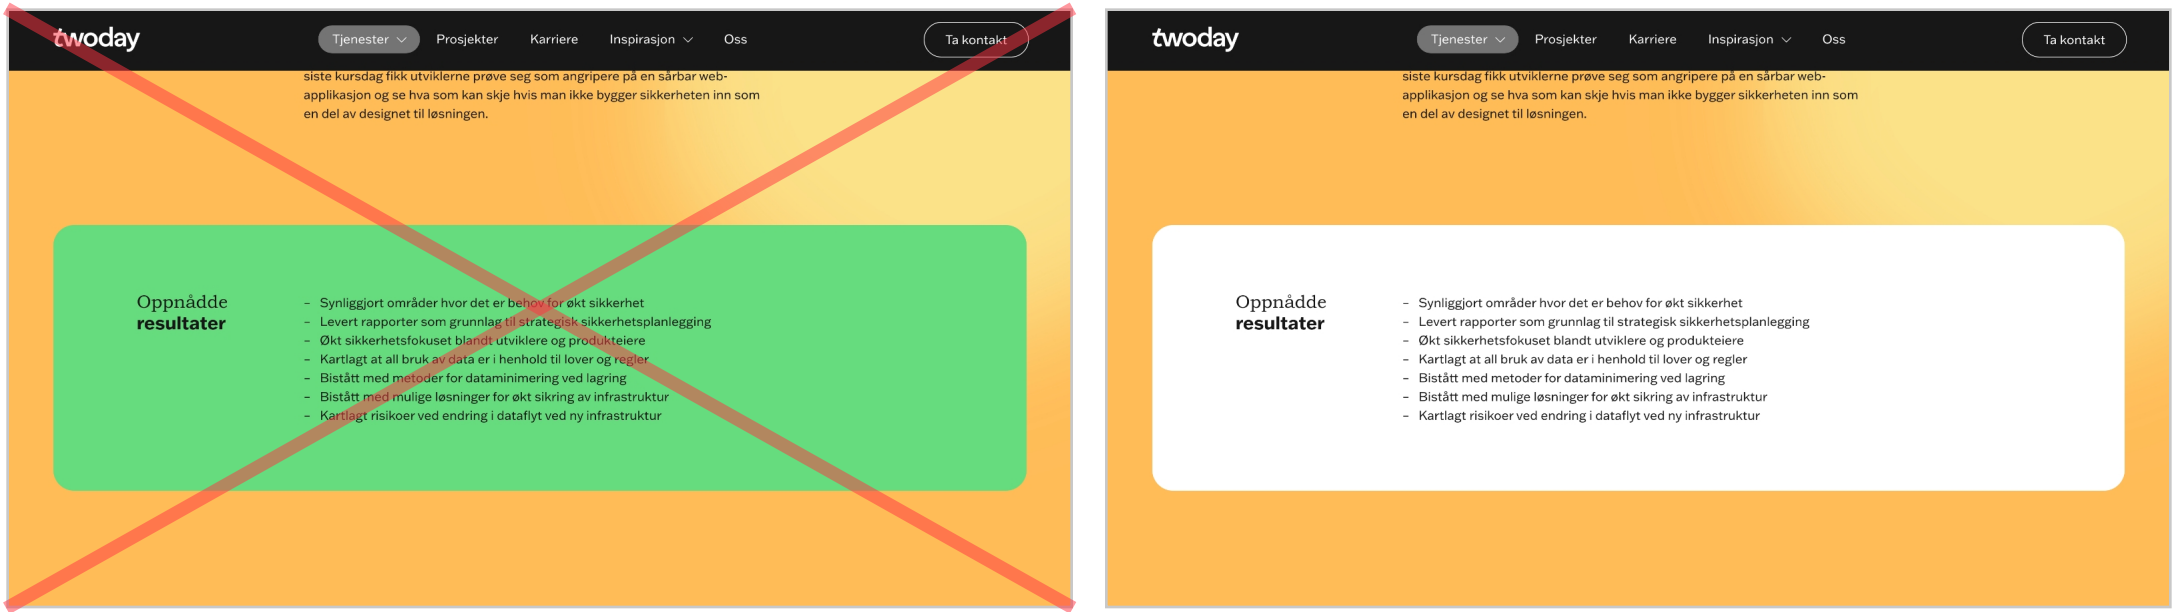 twoday Tjenester Prosjekter Karriere Inspirasjon Oss Ta kontakt
siste kursdag fikk utviklerne prøve seg som angripere på en sårbar web-
applikasjon og se hva som kan skje hvis man ikke bygger sikkerheten inn som
en del av designet til løsningen.
Oppnådde
resultater
– Synliggjort områder hvor det er behov for økt sikkerhet
– Levert rapporter som grunnlag til strategisk sikkerhetsplanlegging
– Økt sikkerhetsfokuset blandt utviklere og produkteiere
– Kartlagt at all bruk av data er i henhold til lover og regler
– Bistått med metoder for dataminimering ved lagring
– Bistått med mulige løsninger for økt sikring av infrastruktur
– Kartlagt risikoer ved endring i dataflyt ved ny infrastruktur
twoday Tjenester Prosjekter Karriere Inspirasjon Oss Ta kontakt
siste kursdag fikk utviklerne prøve seg som angripere på en sårbar web-
applikasjon og se hva som kan skje hvis man ikke bygger sikkerheten inn som
en del av designet til løsningen.
Oppnådde
resultater
– Synliggjort områder hvor det er behov for økt sikkerhet
– Levert rapporter som grunnlag til strategisk sikkerhetsplanlegging
– Økt sikkerhetsfokuset blandt utviklere og produkteiere
– Kartlagt at all bruk av data er i henhold til lover og regler
– Bistått med metoder for dataminimering ved lagring
– Bistått med mulige løsninger for økt sikring av infrastruktur
– Kartlagt risikoer ved endring i dataflyt ved ny infrastruktur